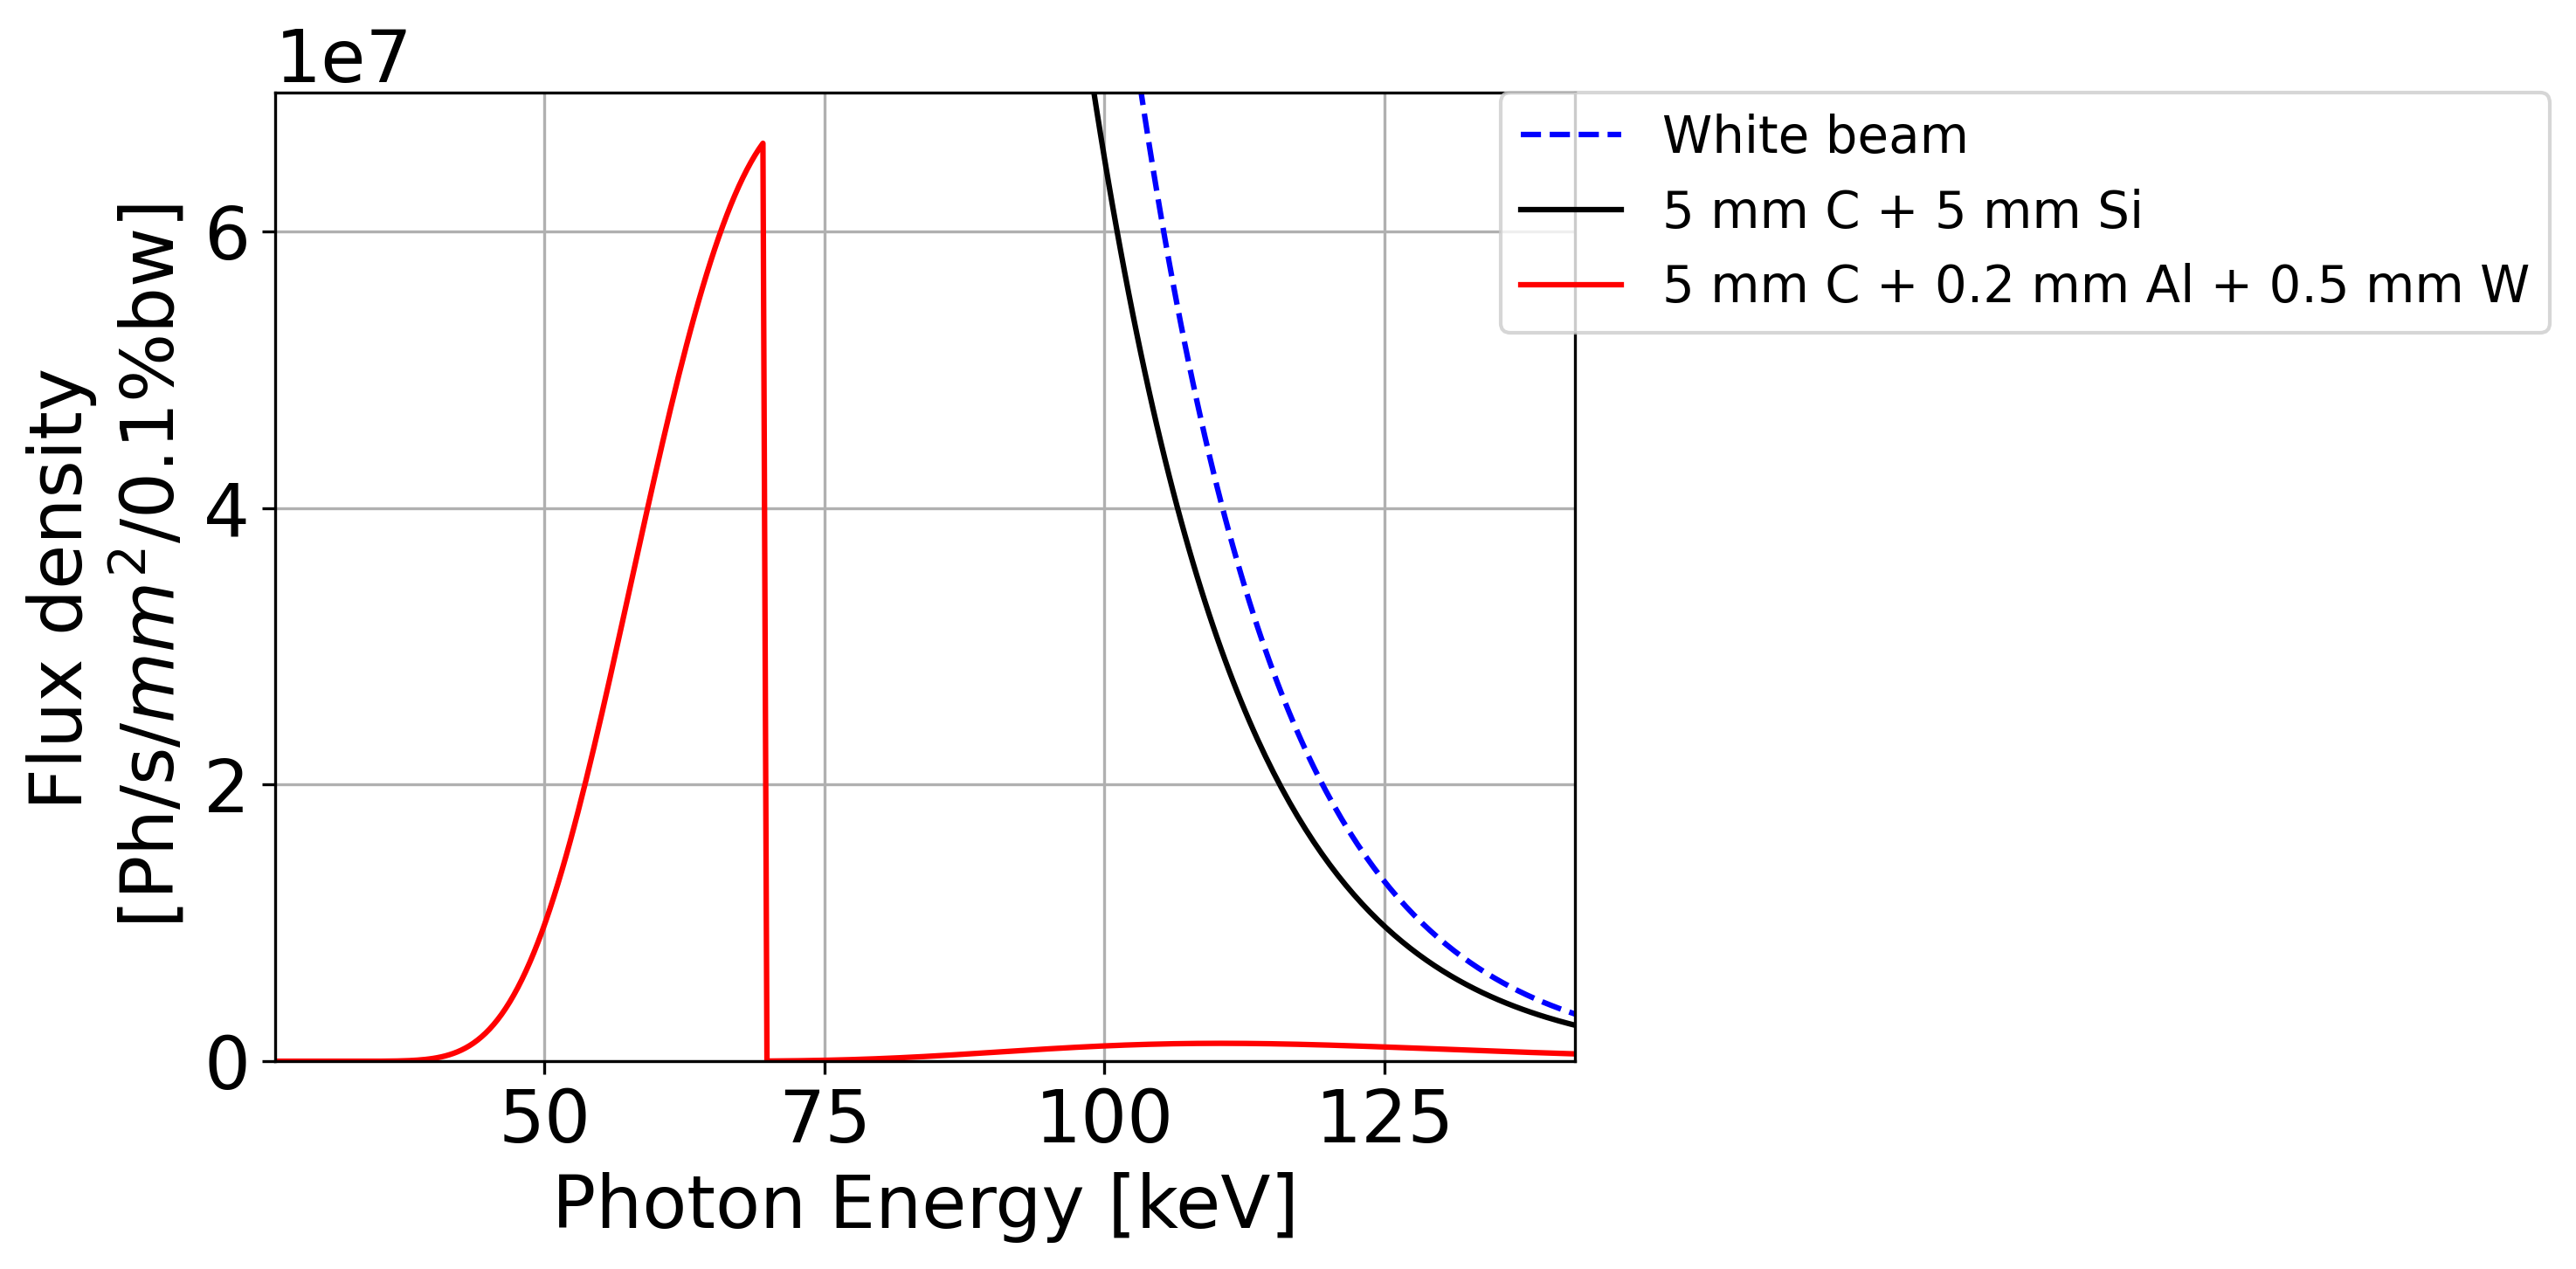 1e7
White beam
5 mm C + 5 mm Si
5 mm C + 0.2 mm Al + 0.5 mm W
Flux density
[Ph/s/mm²/0.1%bw]
6
4
2
0
50 75 100 125
Photon Energy [keV]